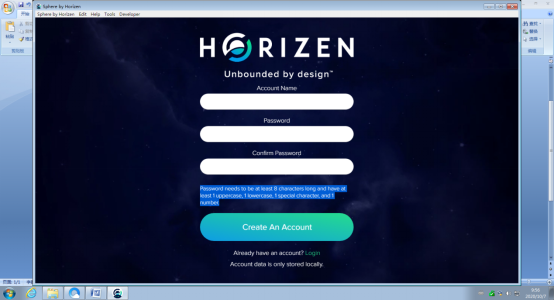 Sphere by Horizen
Sphere by Horizen Edit Help Tools Developer
HORIZEN
Unbounded by design™
Account Name
Password
Confirm Password
Password needs to be at least 8 characters long and have at
least 1 uppercase, 1 lowercase, 1 special character, and 1
number.
Create An Account
Already have an account? Login
Account data is only stored locally.